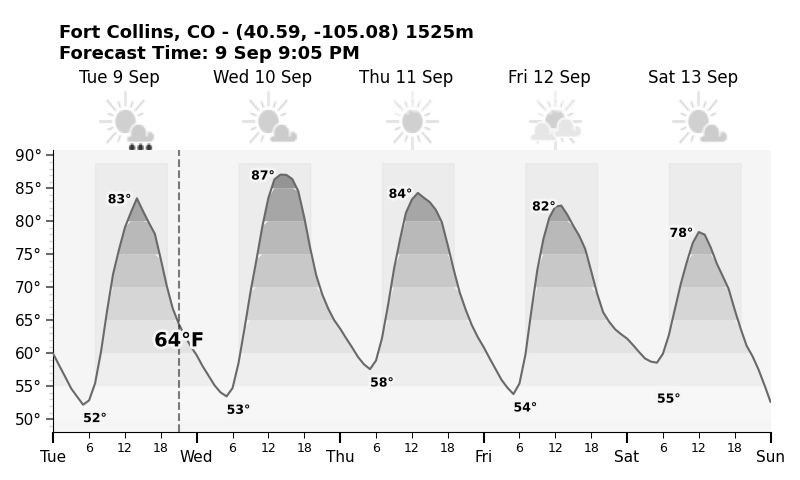 Fort Collins, CO - (40.59, -105.08) 1525m
Forecast Time: 9 Sep 9:05 PM
Tue 9 Sep Wed 10 Sep Thu 11 Sep Fri 12 Sep Sat 13 Sep
90°
85°
80°
75°
70°
65°
60°
55°
50°
83° 87° 84° 82° 78°
64°F
52° 53° 58° 54° 55°
6 12 18 6 12 18 6 12 18 6 12 18 6 12 18
Tue Wed Thu Fri Sat Sun